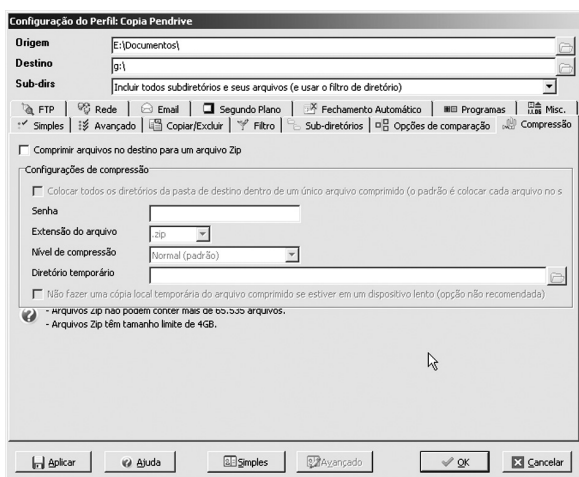 Configuração do Perfil: Copia Pendrive
Origem E:\Documentos\
Destino g:\
Sub-dirs Incluir todos subdiretórios e seus arquivos (e usar o filtro de diretório)
FTP Rede Email Segundo Plano Fechamento Automático Programas Misc.
Simples Avançado Copiar/Excluir Filtro Sub-diretórios Opções de comparação Compressão
Comprimir arquivos no destino para um arquivo Zip
Configurações de compressão
Colocar todos os diretórios da pasta de destino dentro de um único arquivo comprimido (o padrão é colocar cada arquivo no s
Senha
Extensão do arquivo .zip
Nível de compressão Normal (padrão)
Diretório temporário
Não fazer uma cópia local temporária do arquivo comprimido se estiver em um dispositivo lento (opção não recomendada)
- Arquivos Zip não podem conter mais de 65.535 arquivos.
- Arquivos Zip têm tamanho limite de 4GB.
Aplicar Ajuda Simples Avançado OK Cancelar